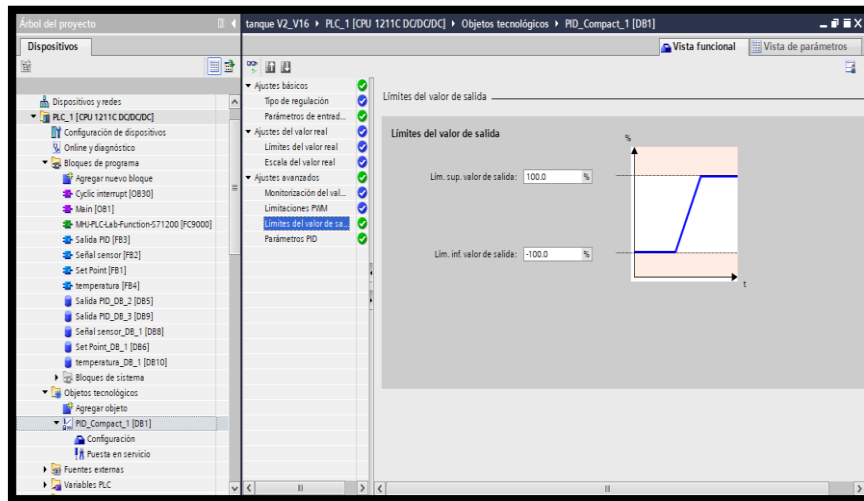 Árbol del proyecto
tanque V2_V16 ▸ PLC_1 [CPU 1211C DC/DC/DC] ▸ Objetos tecnológicos ▸ PID_Compact_1 [DB1]
Dispositivos
Vista funcional
Vista de parámetros
Dispositivos y redes
PLC_1 [CPU 1211C DC/DC/DC]
Configuración de dispositivos
Online y diagnóstico
Bloques de programa
Agregar nuevo bloque
Cyclic interrupt [OB30]
Main [OB1]
MHJ-PLC-Lab-Function-S71200 [FC9000]
Salida PID [FB3]
Señal sensor [FB2]
Set Point [FB1]
temperatura [FB4]
Salida PID_DB_2 [DB5]
Salida PID_DB_3 [DB9]
Señal sensor_DB_1 [DB8]
Set Point_DB_1 [DB6]
temperatura_DB_1 [DB10]
Bloques de sistema
Objetos tecnológicos
Agregar objeto
PID_Compact_1 [DB1]
Configuración
Puesta en servicio
Fuentes externas
Variables PLC
Ajustes básicos
Tipo de regulación
Parámetros de entrad...
Ajustes del valor real
Límites del valor real
Escala del valor real
Ajustes avanzados
Monitorización del val...
Limitaciones PWM
Límites del valor de sa...
Parámetros PID
Límites del valor de salida
Límites del valor de salida
%
Lím. sup. valor de salida: 100.0 %
Lím. inf. valor de salida: -100.0 %
t